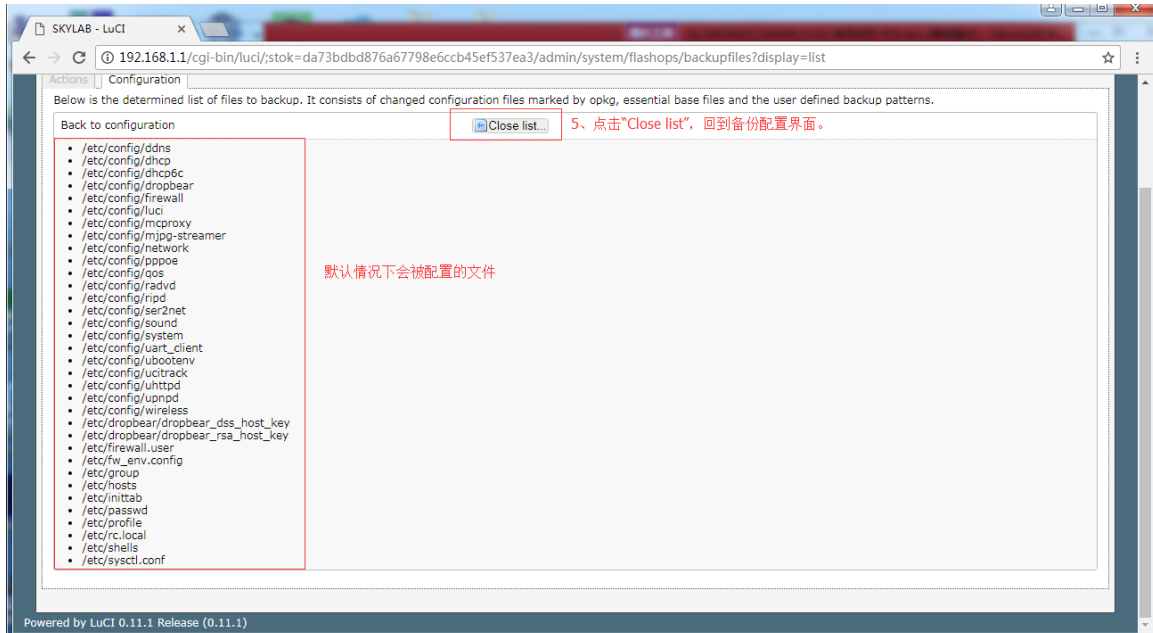 SKYLAB - LuCI
192.168.1.1/cgi-bin/luci/;stok=da73bdbd876a67798e6ccb45ef537ea3/admin/system/flashops/backupfiles?display=list
Actions Configuration
Below is the determined list of files to backup. It consists of changed configuration files marked by opkg, essential base files and the user defined backup patterns.
Back to configuration Close list... 5、点击“Close list”，回到备份配置界面。
/etc/config/ddns
/etc/config/dhcp
/etc/config/dhcp6c
/etc/config/dropbear
/etc/config/firewall
/etc/config/luci
/etc/config/mcproxy
/etc/config/mjpg-streamer
/etc/config/network
/etc/config/pppoe
/etc/config/qos
默认情况下会被配置的文件
/etc/config/radvd
/etc/config/ripd
/etc/config/ser2net
/etc/config/sound
/etc/config/system
/etc/config/uart_client
/etc/config/ubootenv
/etc/config/ucitrack
/etc/config/uhttpd
/etc/config/upnpd
/etc/config/wireless
/etc/dropbear/dropbear_dss_host_key
/etc/dropbear/dropbear_rsa_host_key
/etc/firewall.user
/etc/fw_env.config
/etc/group
/etc/hosts
/etc/inittab
/etc/passwd
/etc/profile
/etc/rc.local
/etc/shells
/etc/sysctl.conf
Powered by LuCI 0.11.1 Release (0.11.1)